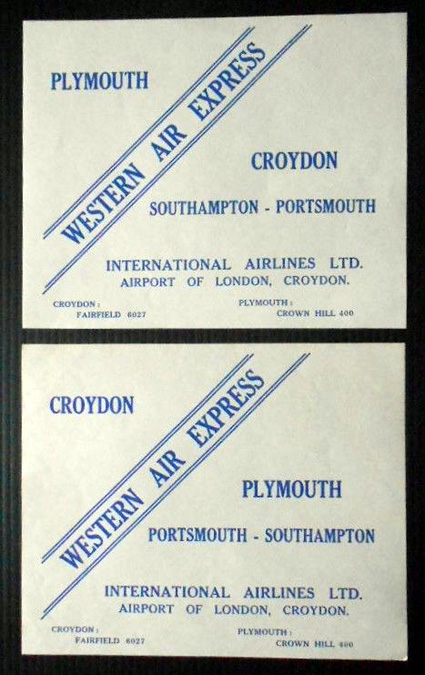 PLYMOUTH
WESTERN AIR EXPRESS
CROYDON
SOUTHAMPTON - PORTSMOUTH
INTERNATIONAL AIRLINES LTD.
AIRPORT OF LONDON, CROYDON.
CROYDON: PLYMOUTH:
FAIRFIELD 6027 CROWN HILL 400
CROYDON
WESTERN AIR EXPRESS
PLYMOUTH
PORTSMOUTH - SOUTHAMPTON
INTERNATIONAL AIRLINES LTD.
AIRPORT OF LONDON, CROYDON.
CROYDON: PLYMOUTH:
FAIRFIELD 6027 CROWN HILL 400